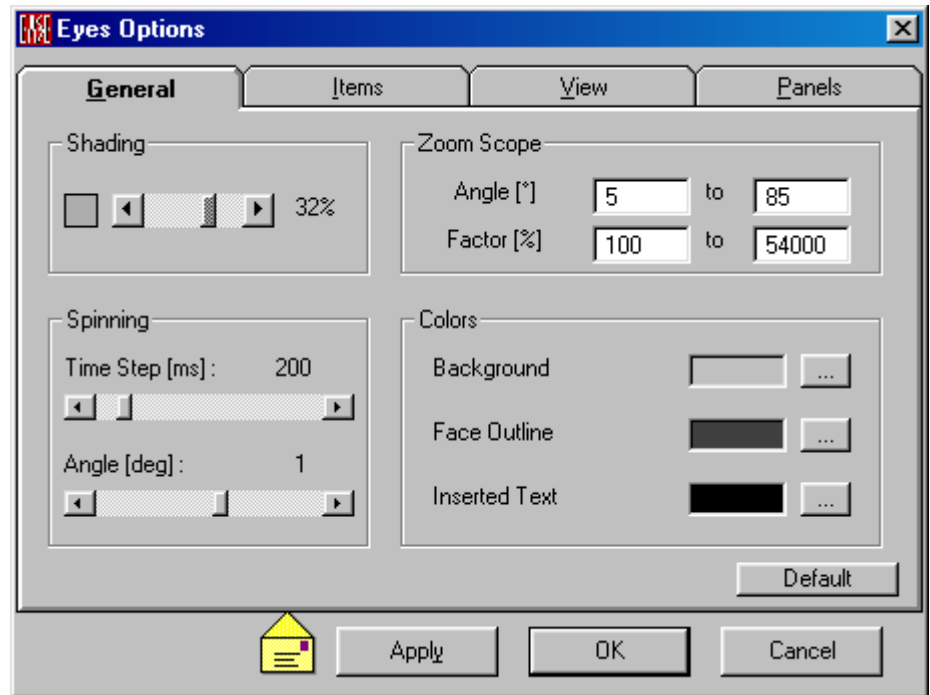 EASE Eyes Options
General Items View Panels
Shading
32%
Zoom Scope
Angle [°] 5 to 85
Factor [%] 100 to 54000
Spinning
Time Step [ms] : 200
Angle [deg] : 1
Colors
Background ...
Face Outline ...
Inserted Text ...
Default
Apply OK Cancel